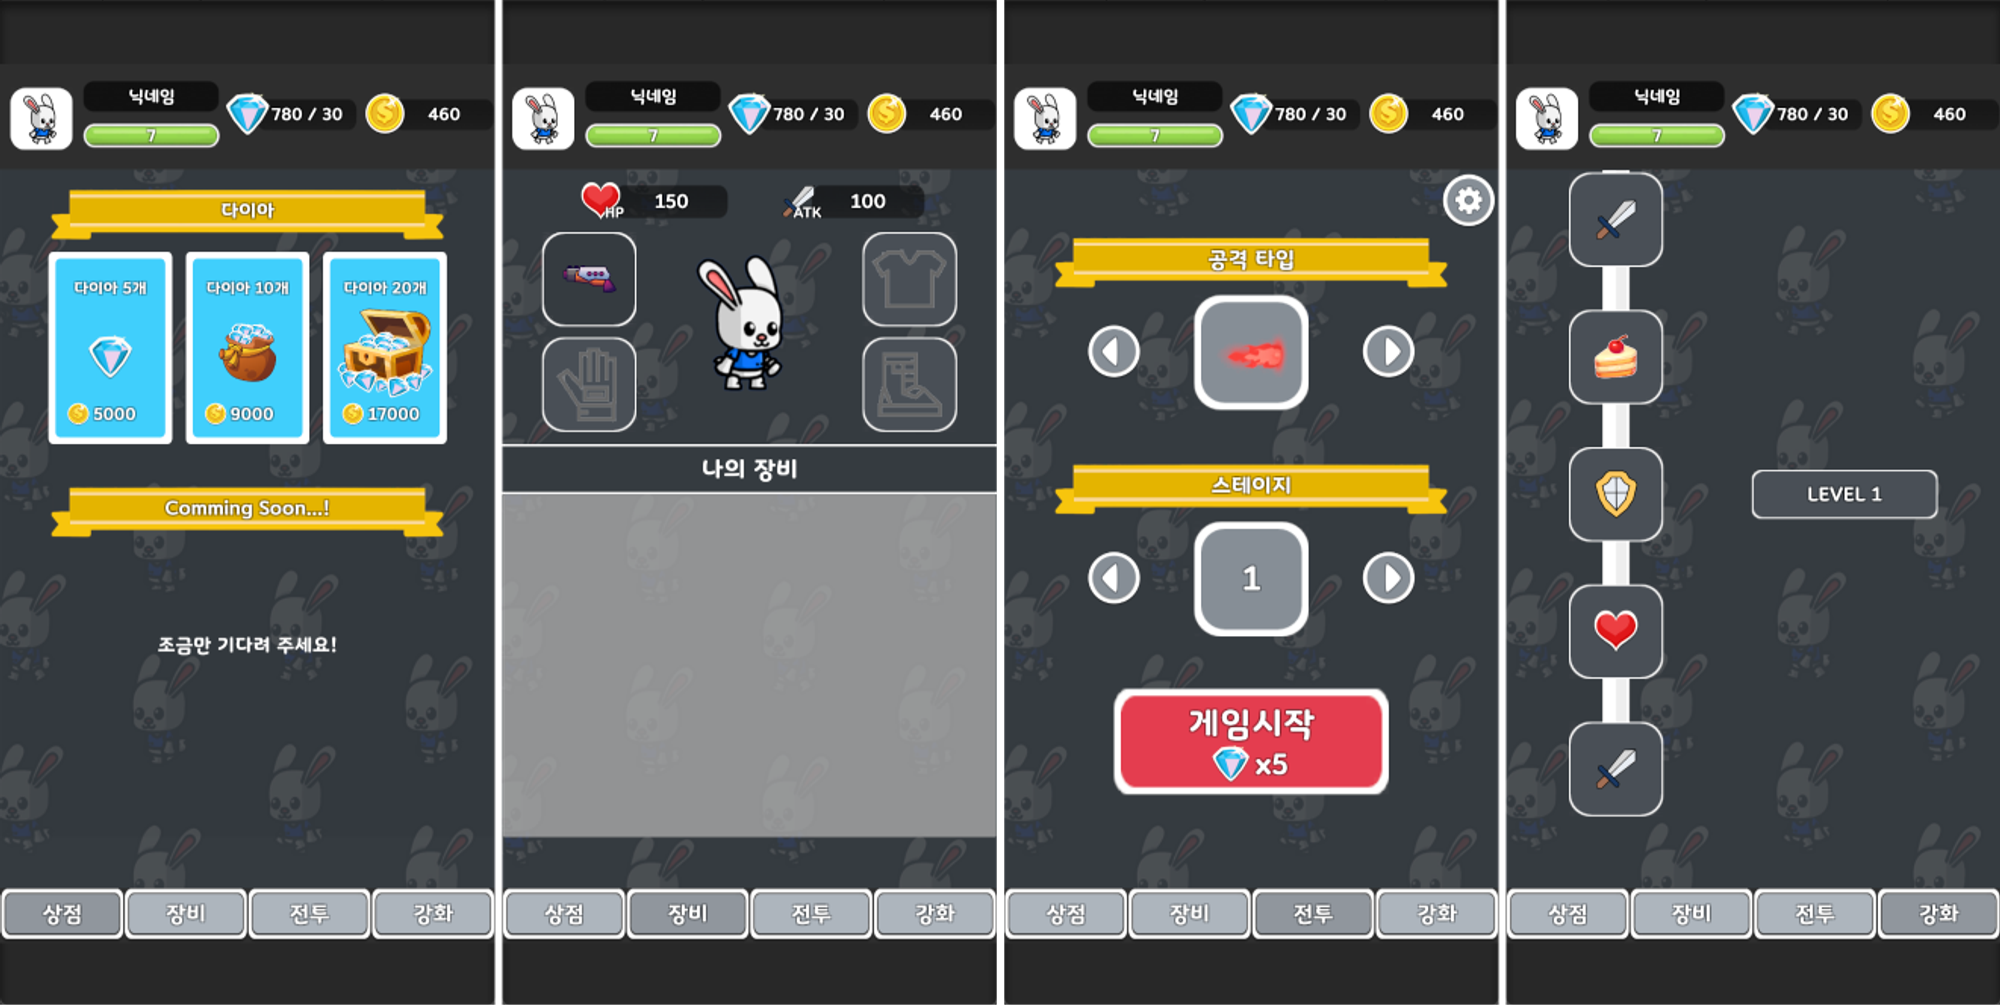 닉네임
7
780 / 30
460
다이아
다이아 5개
다이아 10개
다이아 20개
5000
9000
17000
Comming Soon...!
조금만 기다려 주세요!
상점
장비
전투
강화
닉네임
7
780 / 30
460
HP
150
ATK
100
나의 장비
상점
장비
전투
강화
닉네임
7
780 / 30
460
공격 타입
스테이지
1
게임시작
x5
상점
장비
전투
강화
닉네임
7
780 / 30
460
LEVEL 1
상점
장비
전투
강화